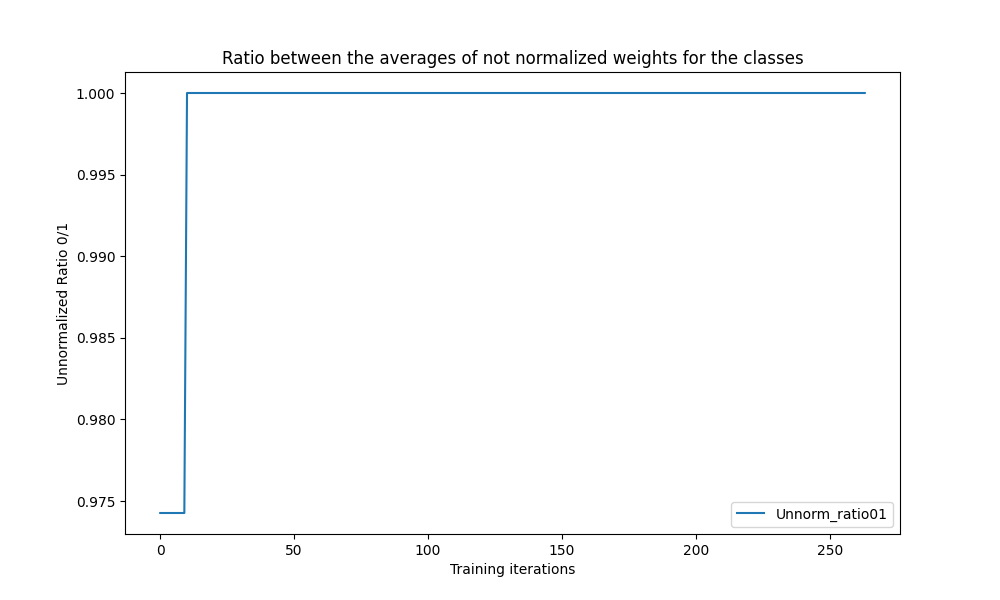 Ratio between the averages of not normalized weights for the classes
1.000
0.995
0.990
0.985
0.980
0.975
Unnormalized Ratio 0/1
Unnorm_ratio01
0 50 100 150 200 250
Training iterations